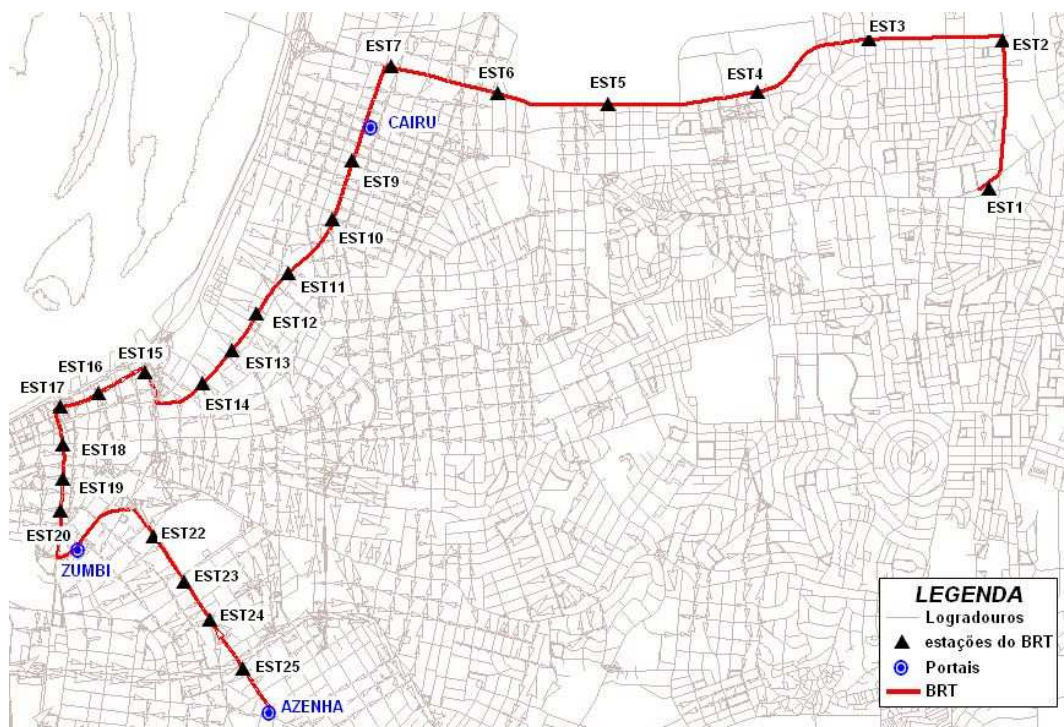 EST3
EST2
EST7
EST6
EST5
EST4
CAIRU
EST9
EST1
EST10
EST11
EST12
EST15
EST13
EST16
EST17
EST14
EST18
EST19
EST20
EST22
ZUMBI
EST23
EST24
EST25
AZENHA
LEGENDA
Logradouros
estações do BRT
Portais
BRT